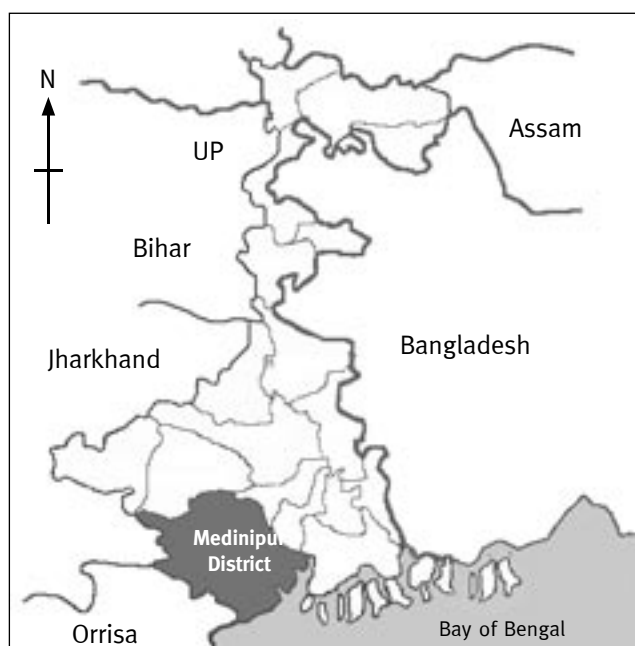 N
Assam
UP
Bihar
Bangladesh
Jharkhand
Medinipur
District
Orrisa
Bay of Bengal